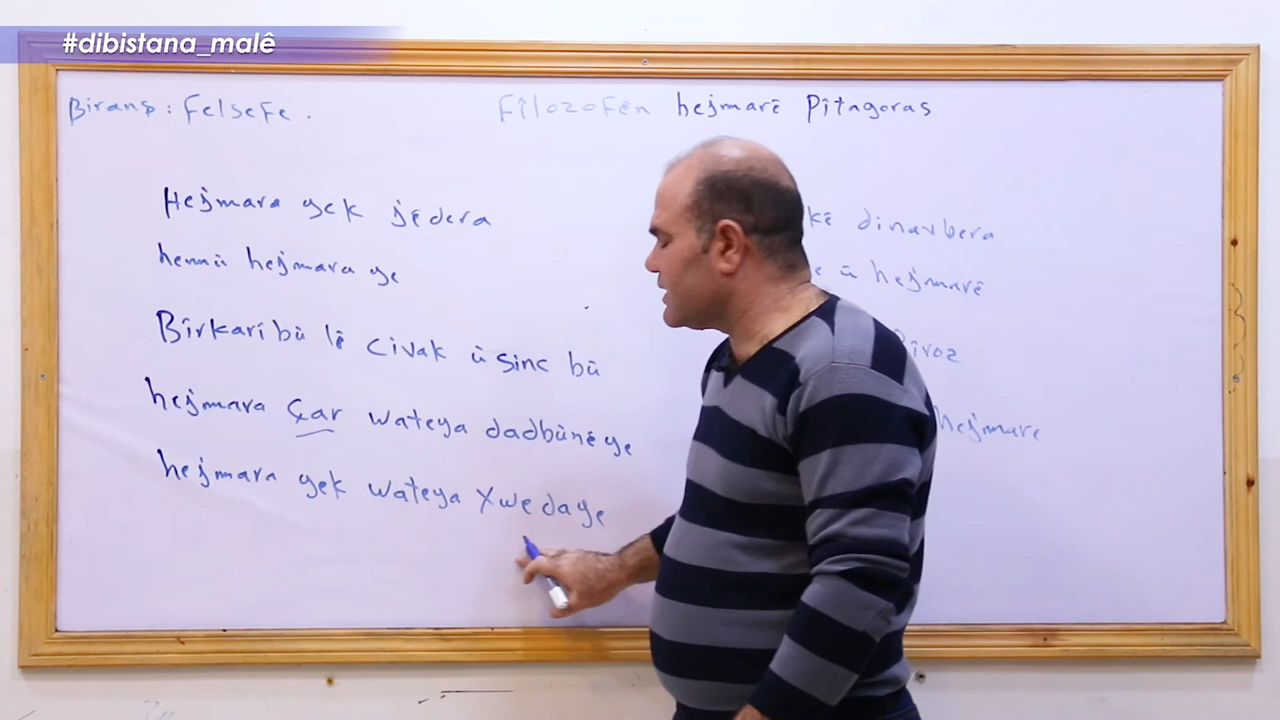 #dibistana_malê
Biranş : Felsefe .
Fîlozofên hejmarê Pîtagoras
Hejmara yek jêdera
hemû hejmara ye
Bîrkarî bû lê civak û sinc bû
hejmara çar wateya dadbûnê ye
hejmara yek wateya Xwedaye
kê dinavbera
e û hejmarê
Pîroz
hejmare